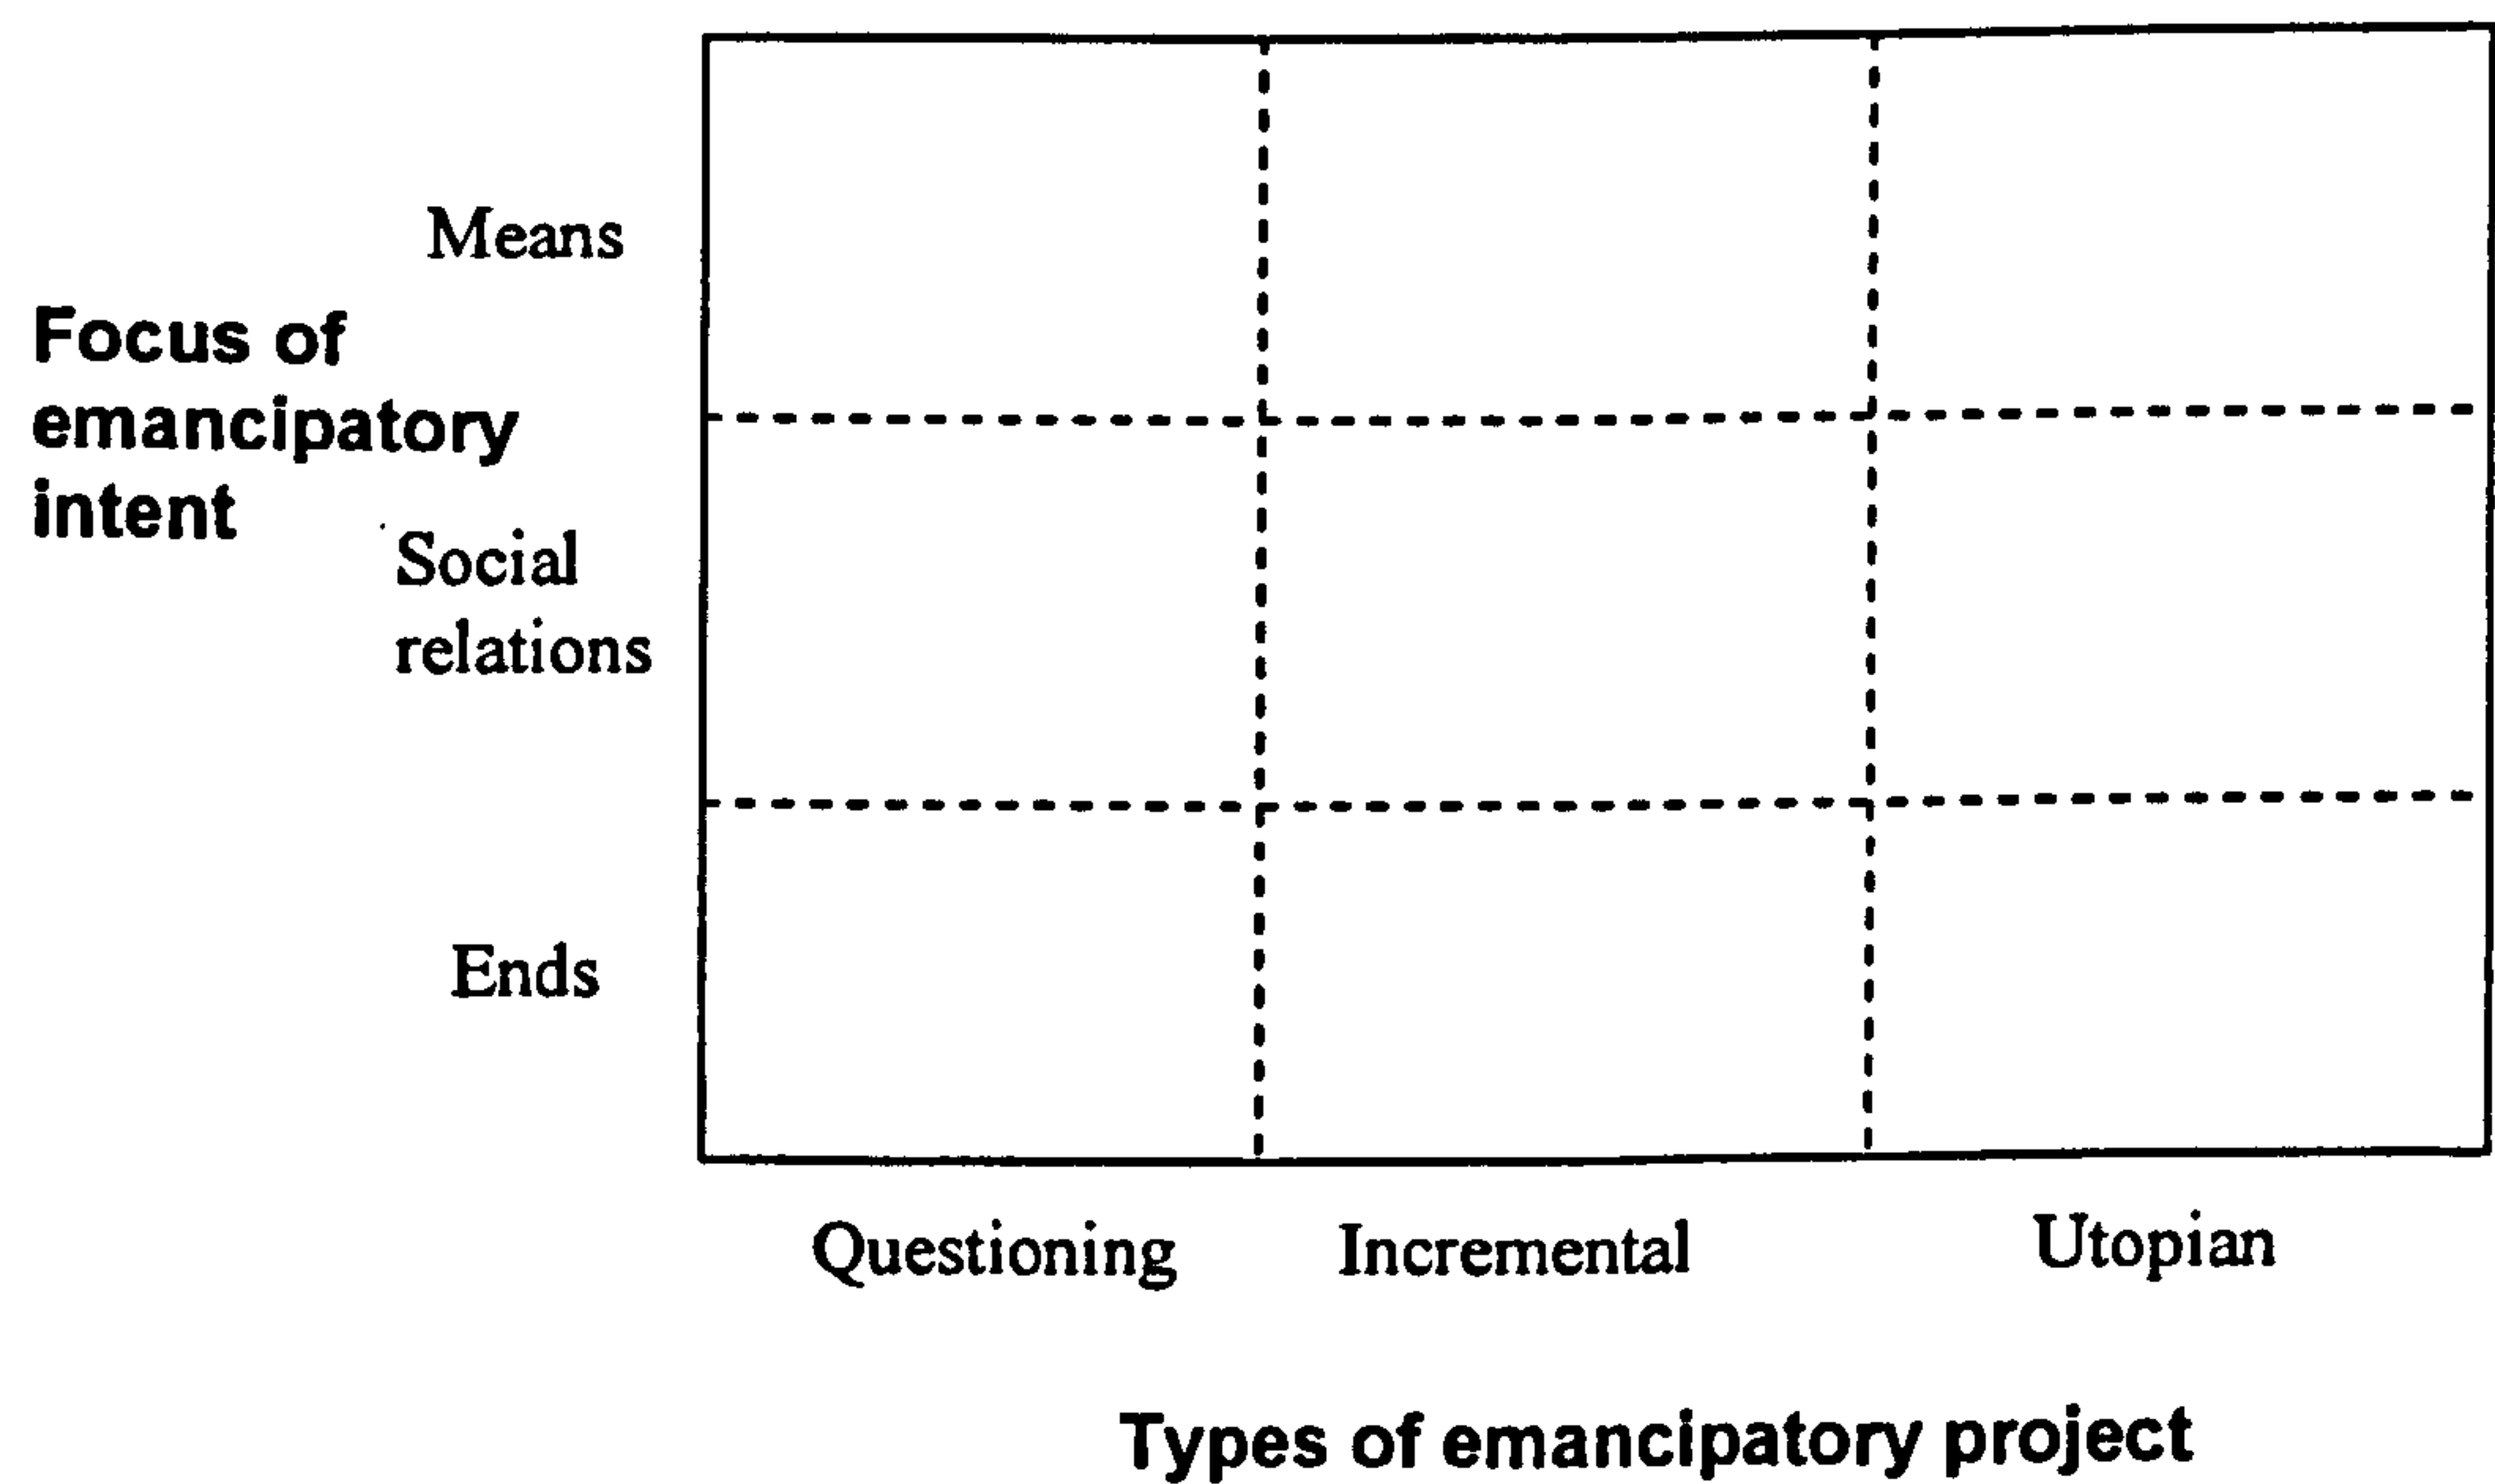 Means
Focus of
emancipatory
intent
Social
relations
Ends
Questioning
Incremental
Utopian
Types of emancipatory project